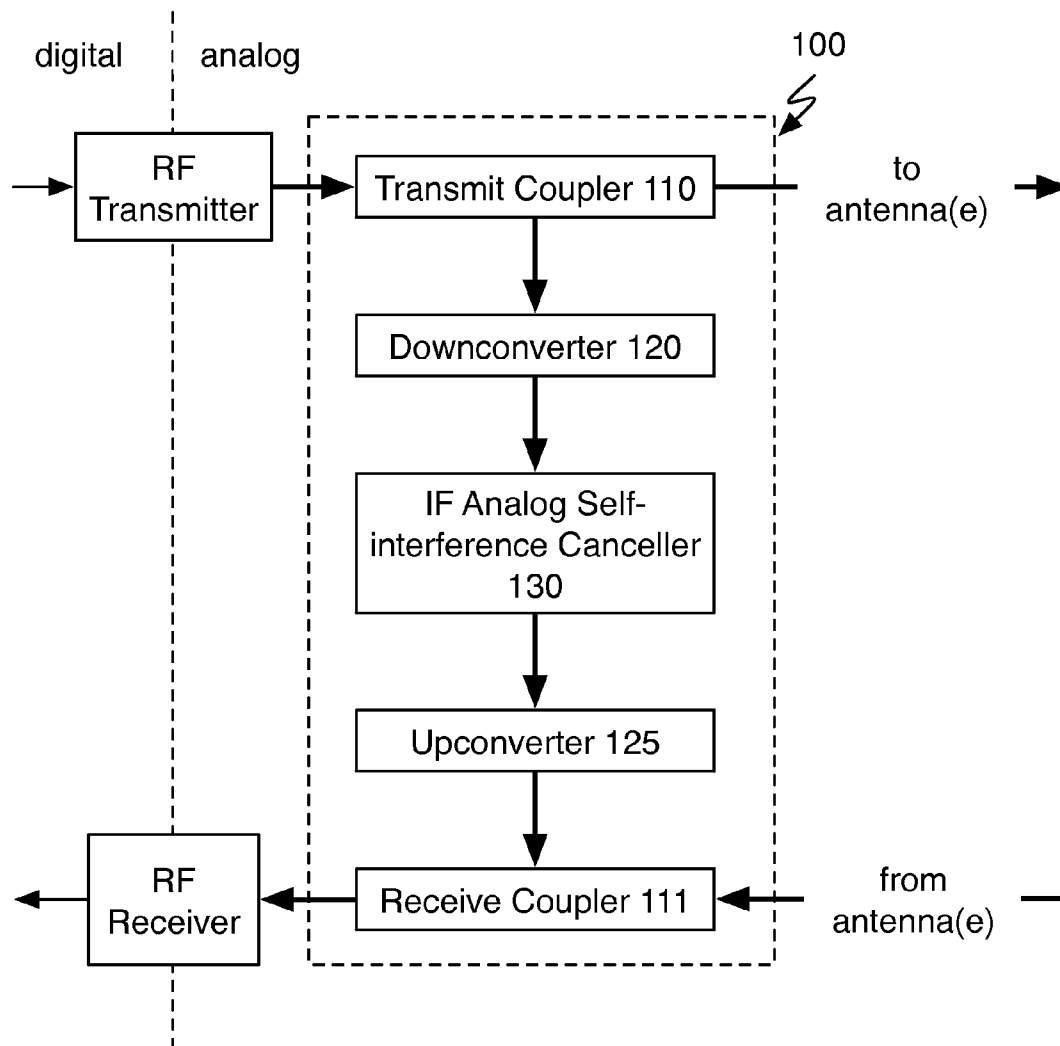 digital
analog
100
RF
Transmitter
Transmit Coupler 110
to
antenna(e)
Downconverter 120
IF Analog Self-
interference Canceller
130
Upconverter 125
RF
Receiver
Receive Coupler 111
from
antenna(e)